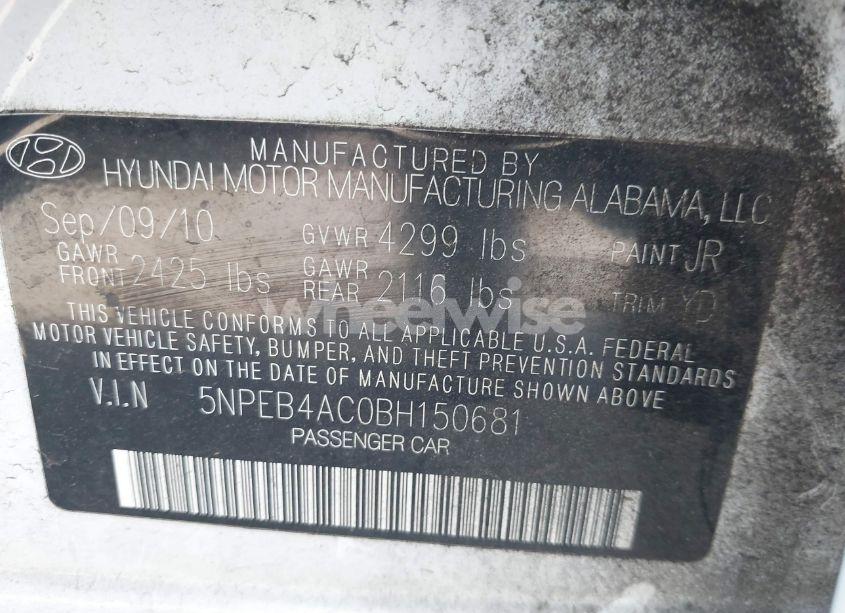 MANUFACTURED BY
HYUNDAI MOTOR MANUFACTURING ALABAMA, LLC
Sep/09/10 GVWR 4299 lbs PAINT JR
GAWR FRONT 2425 lbs GAWR REAR 2116 lbs TRIM YD
THIS VEHICLE CONFORMS TO ALL APPLICABLE U.S.A. FEDERAL
MOTOR VEHICLE SAFETY, BUMPER, AND THEFT PREVENTION STANDARDS
IN EFFECT ON THE DATE OF MANUFACTURE SHOWN ABOVE
V.I.N 5NPEB4AC0BH150681
PASSENGER CAR
wheelwise